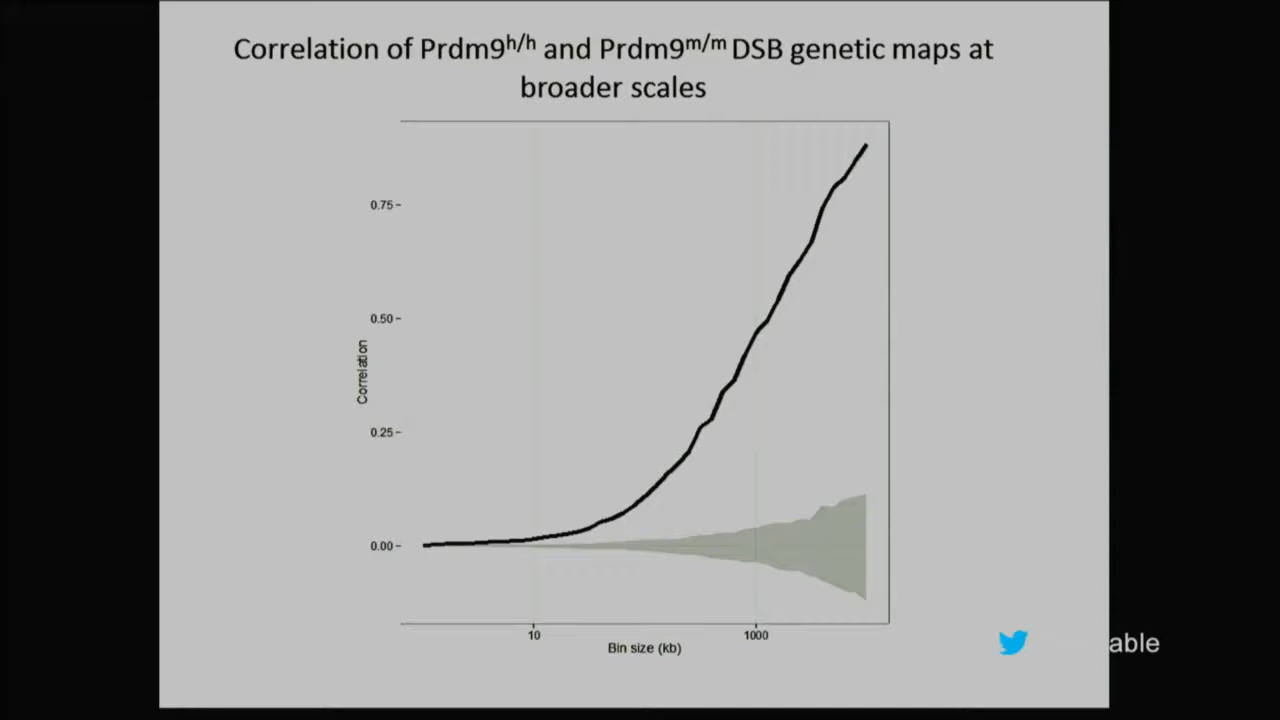 Correlation of Prdm9h/h and Prdm9m/m DSB genetic maps at
broader scales
0.75
0.50
0.25
0.00
Correlation
10
1000
Bin size (kb)
able